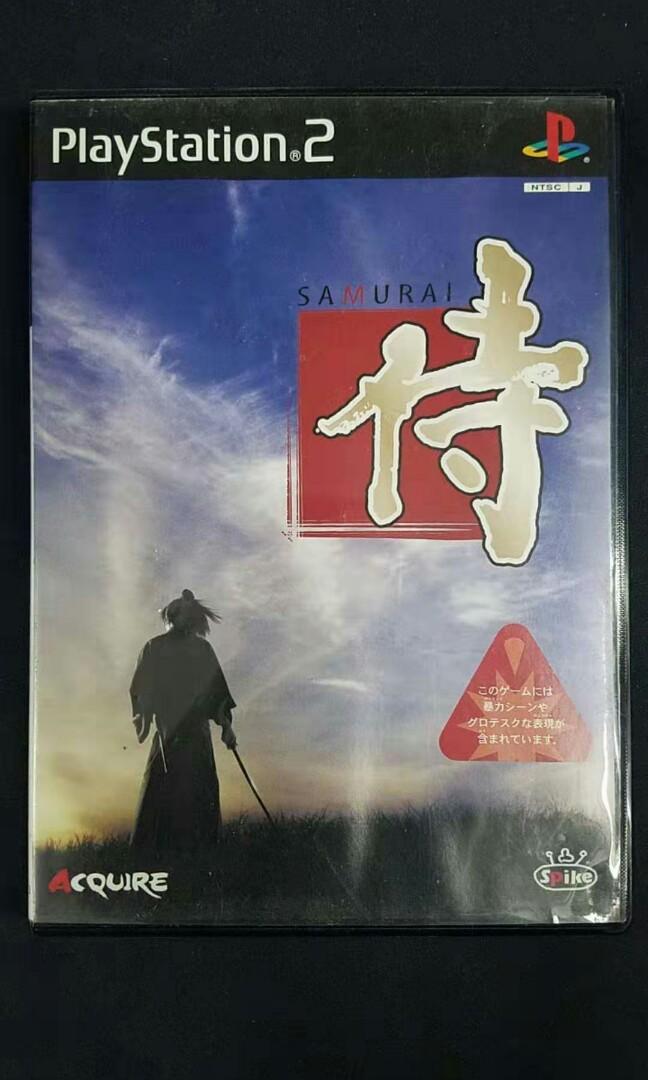 PlayStation®2
NTSC J
SAMURAI
侍
このゲームには
暴力シーンや
グロテスクな表現が
含まれています。
ACQUIRE
Spike